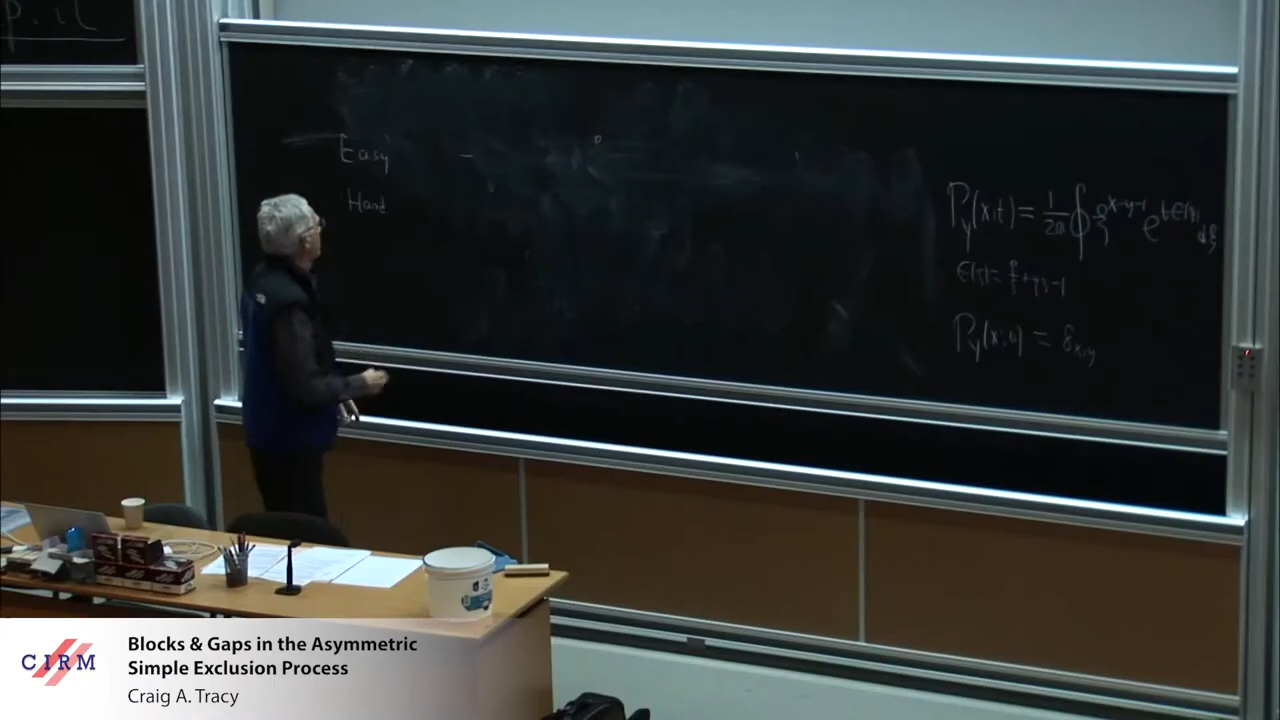 p.il
Easy
Hard
P_y(x;t) = 1/2πi ∮ ξ^{x-y-1} e^{tε(ξ)} dξ
ε(ξ) = p/ξ + qξ - 1
P_y(x;0) = δ_{x,y}
CIRM
Blocks & Gaps in the Asymmetric
Simple Exclusion Process
Craig A. Tracy